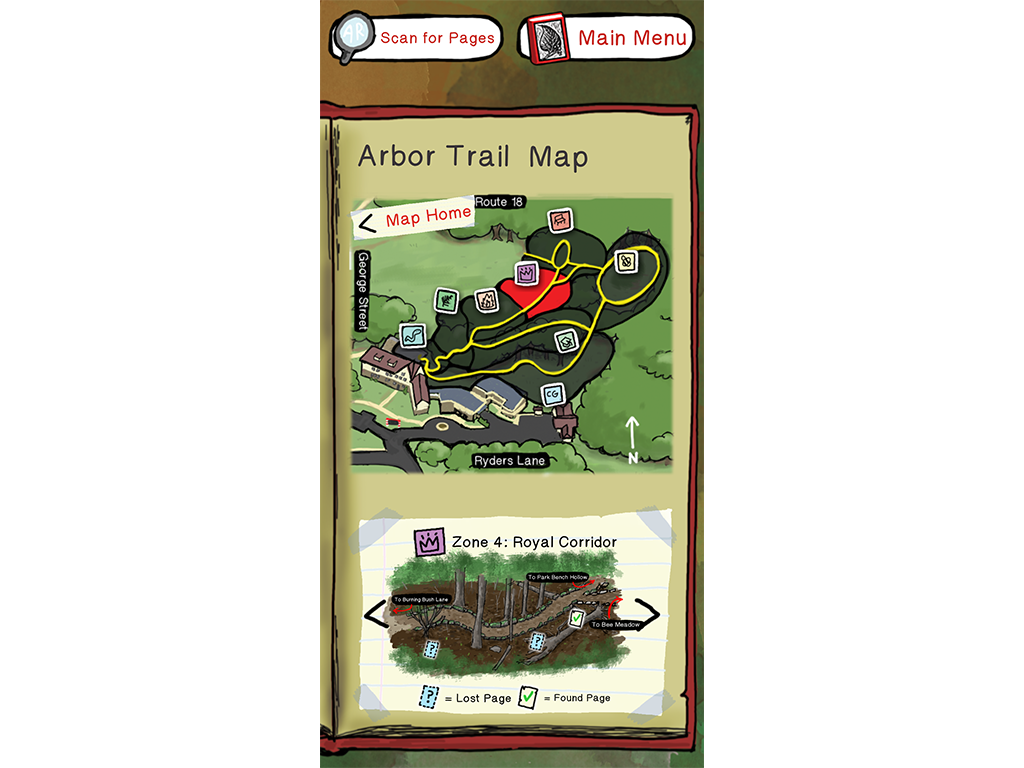 AR
Scan for Pages
Main Menu
Arbor Trail Map
Route 18
Map Home
George Street
CG
N
Ryders Lane
Zone 4: Royal Corridor
To Park Bench Hollow
To Burning Bush Lane
To Bee Meadow
?
?
? = Lost Page
= Found Page